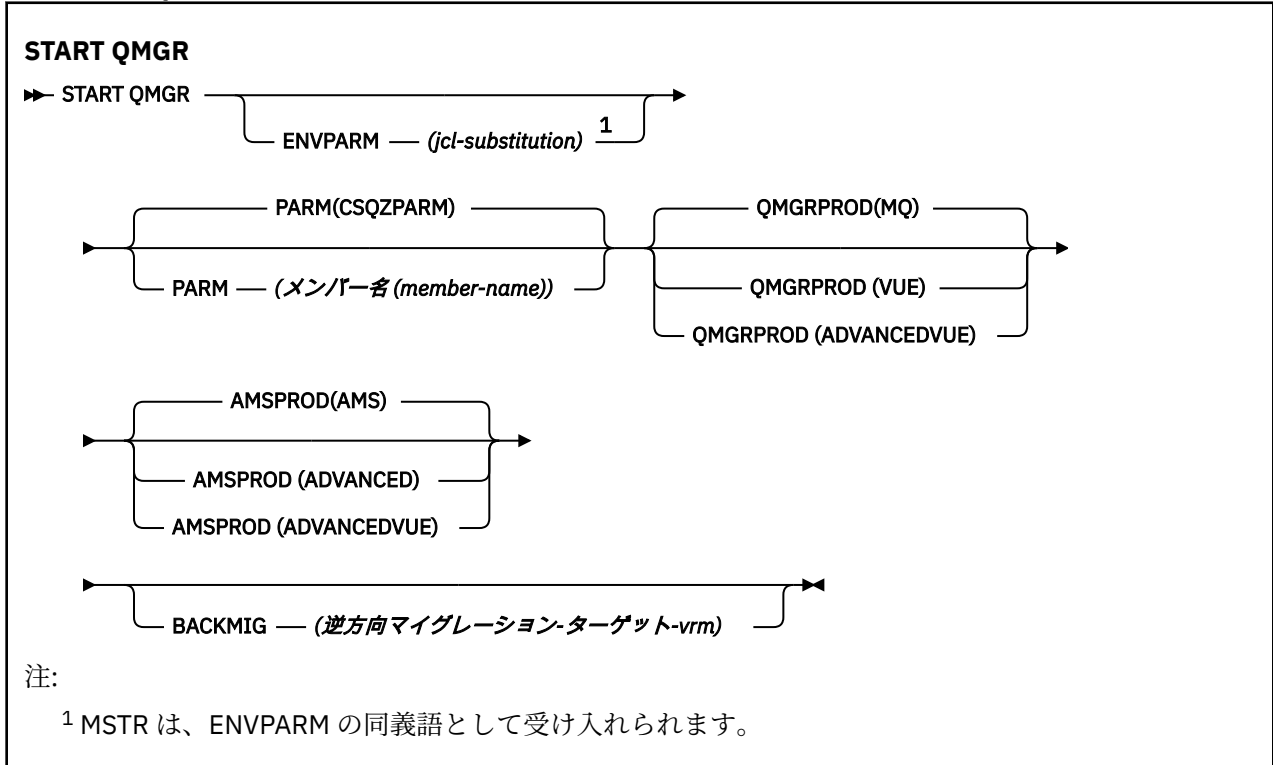 START QMGR
START QMGR
ENVPARM — (jcl-substitution) 1
PARM(CSQZPARM)
PARM — (メンバー名 (member-name))
QMGRPROD(MQ)
QMGRPROD (VUE)
QMGRPROD (ADVANCEDVUE)
AMSPROD(AMS)
AMSPROD (ADVANCED)
AMSPROD (ADVANCEDVUE)
BACKMIG — (逆方向マイグレーション-ターゲット-vrm)
注:
1 MSTR は、ENVPARM の同義語として受け入れられます。